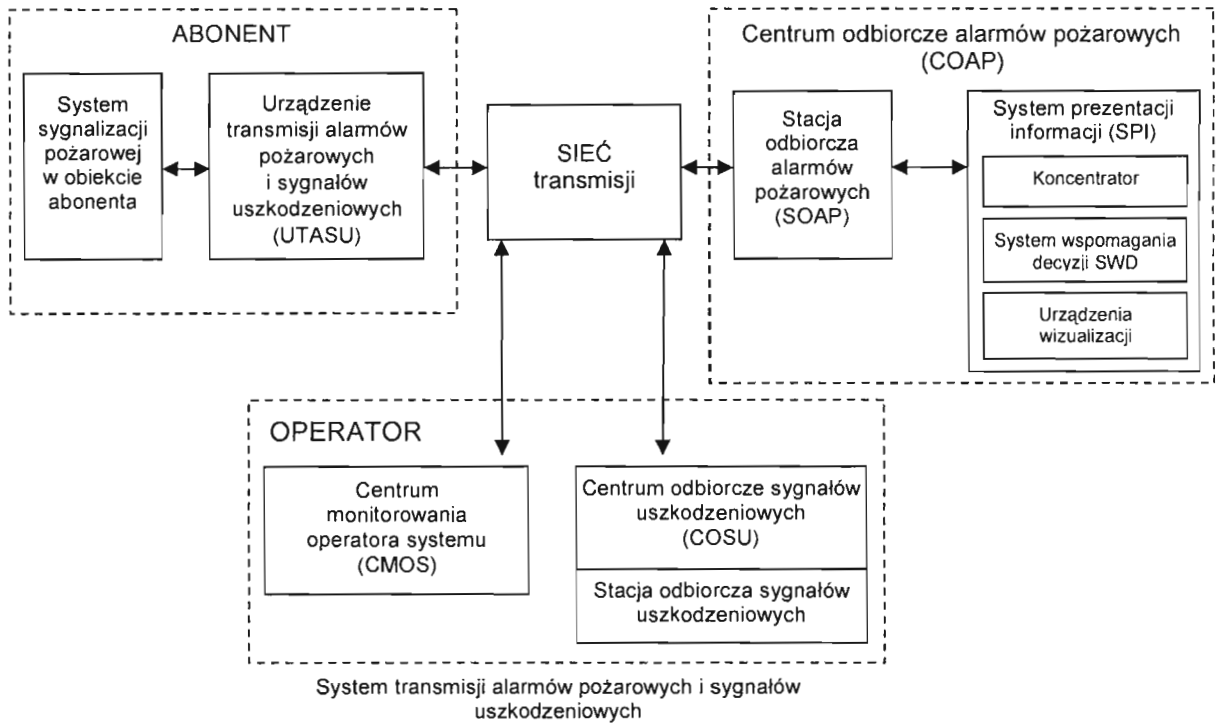 ABONENT
System
sygnalizacji
pożarowej
w obiekcie
abonenta
Urządzenie
transmisji alarmów
pożarowych
i sygnałów
uszkodzeniowych
(UTASU)
SIEĆ
transmisji
Centrum odbiorcze alarmów pożarowych
(COAP)
Stacja
odbiorcza
alarmów
pożarowych
(SOAP)
System prezentacji
informacji (SPI)
Koncentrator
System wspomagania
decyzji SWD
Urządzenia
wizualizacji
OPERATOR
Centrum
monitorowania
operatora systemu
(CMOS)
Centrum odbiorcze sygnałów
uszkodzeniowych
(COSU)
Stacja odbiorcza sygnałów
uszkodzeniowych
System transmisji alarmów pożarowych i sygnałów
uszkodzeniowych